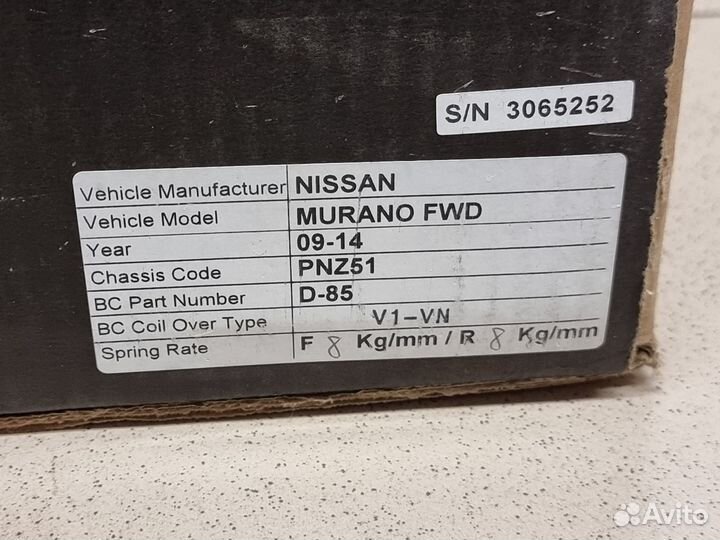 S/N 3065252
Vehicle Manufacturer NISSAN
Vehicle Model MURANO FWD
Year 09-14
Chassis Code PNZ51
BC Part Number D-85
BC Coil Over Type V1-VN
Spring Rate F 8 Kg/mm / R 8 Kg/mm
Avito